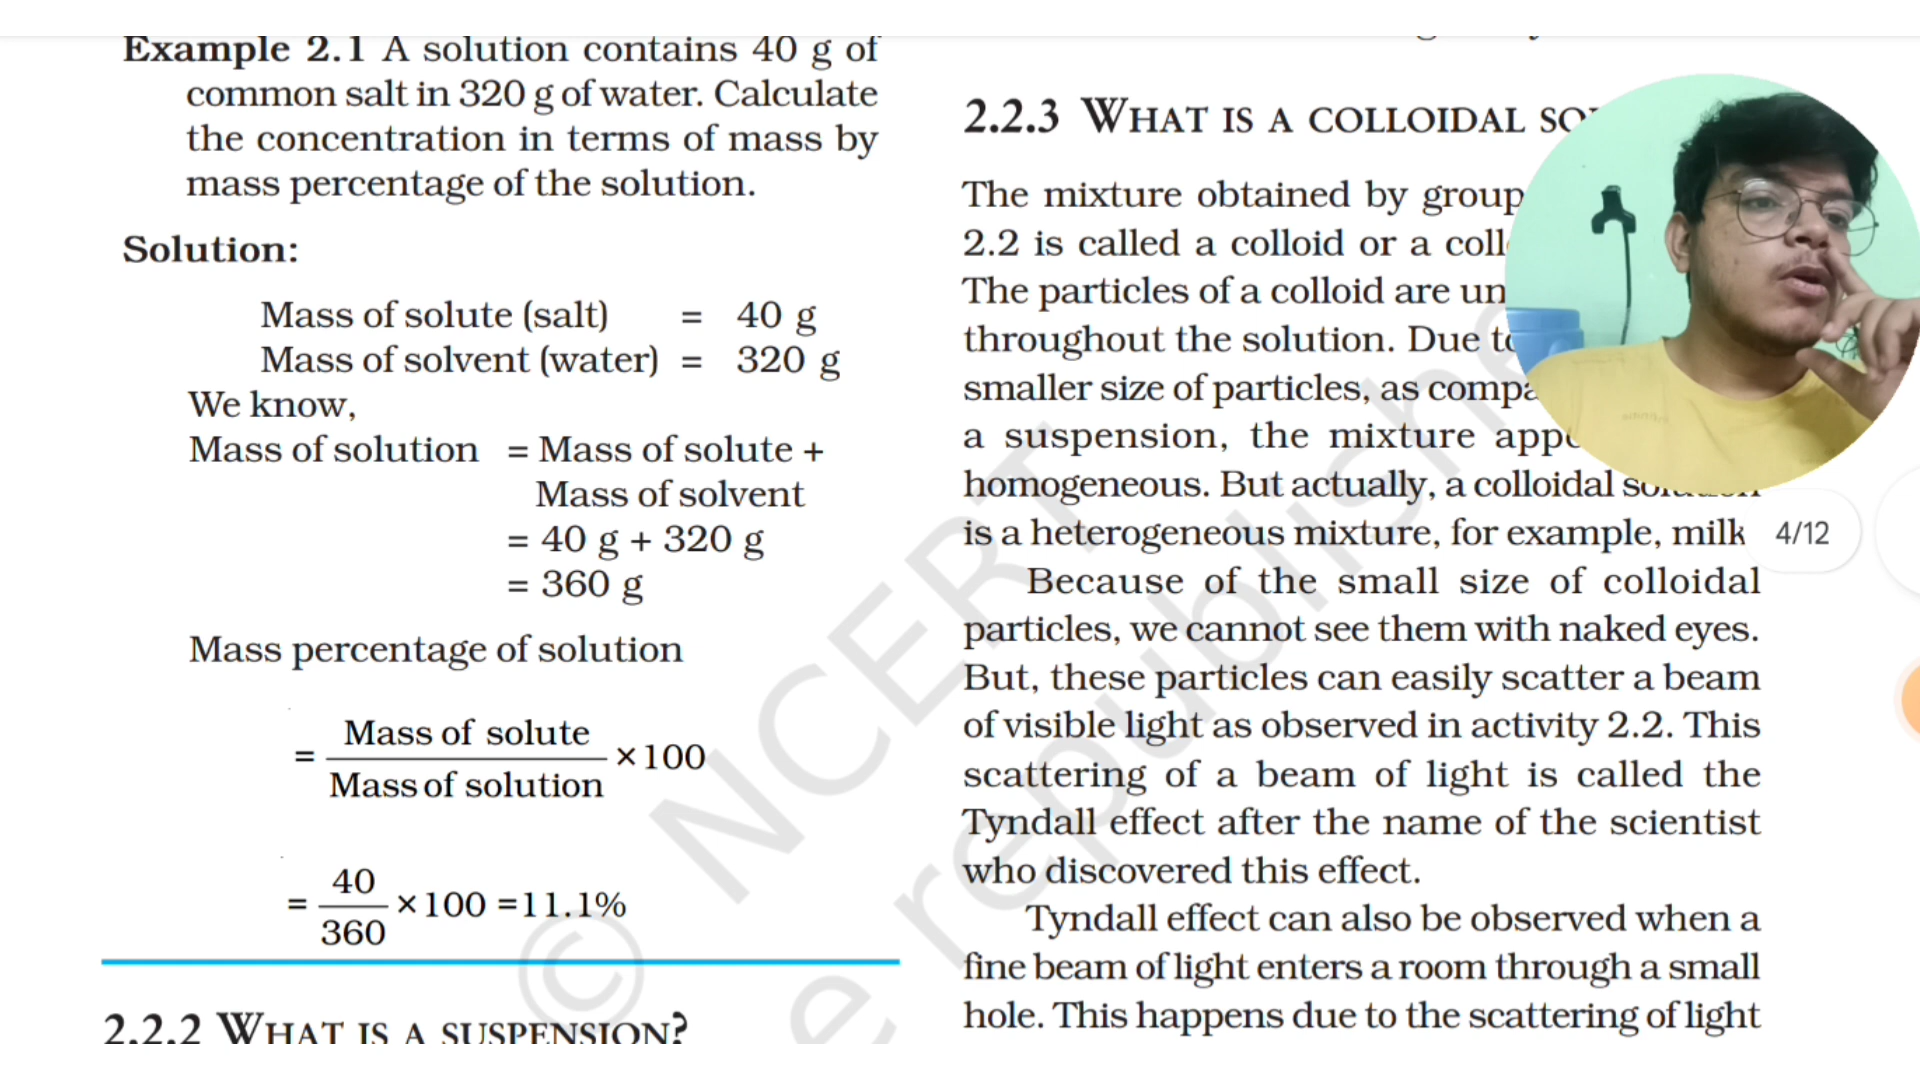 Example 2.1 A solution contains 40 g of
common salt in 320 g of water. Calculate
the concentration in terms of mass by
mass percentage of the solution.
Solution:
Mass of solute (salt) = 40 g
Mass of solvent (water) = 320 g
We know,
Mass of solution = Mass of solute +
Mass of solvent
= 40 g + 320 g
= 360 g
Mass percentage of solution
= Mass of solute / Mass of solution ×100
= 40 / 360 ×100 =11.1%
2.2.2 WHAT IS A SUSPENSION?
2.2.3 WHAT IS A COLLOIDAL
The mixture obtained by group
2.2 is called a colloid or a
The particles of a colloid are
throughout the solution. Due
smaller size of particles, as
a suspension, the mixture
homogeneous. But actually, a colloidal
is a heterogeneous mixture, for example, milk
Because of the small size of colloidal
particles, we cannot see them with naked eyes.
But, these particles can easily scatter a beam
of visible light as observed in activity 2.2. This
scattering of a beam of light is called the
Tyndall effect after the name of the scientist
who discovered this effect.
Tyndall effect can also be observed when a
fine beam of light enters a room through a small
hole. This happens due to the scattering of light
4/12
© NCERT
e republishe